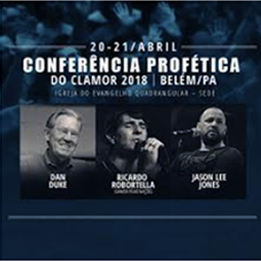 20-21/ABRIL
CONFERÊNCIA PROFÉTICA
DO CLAMOR 2018 | BELÉM/PA
IGREJA DO EVANGELHO QUADRANGULAR - SEDE
DAN
DUKE
RICARDO
ROBORTELLA
JASON LEE
JONES